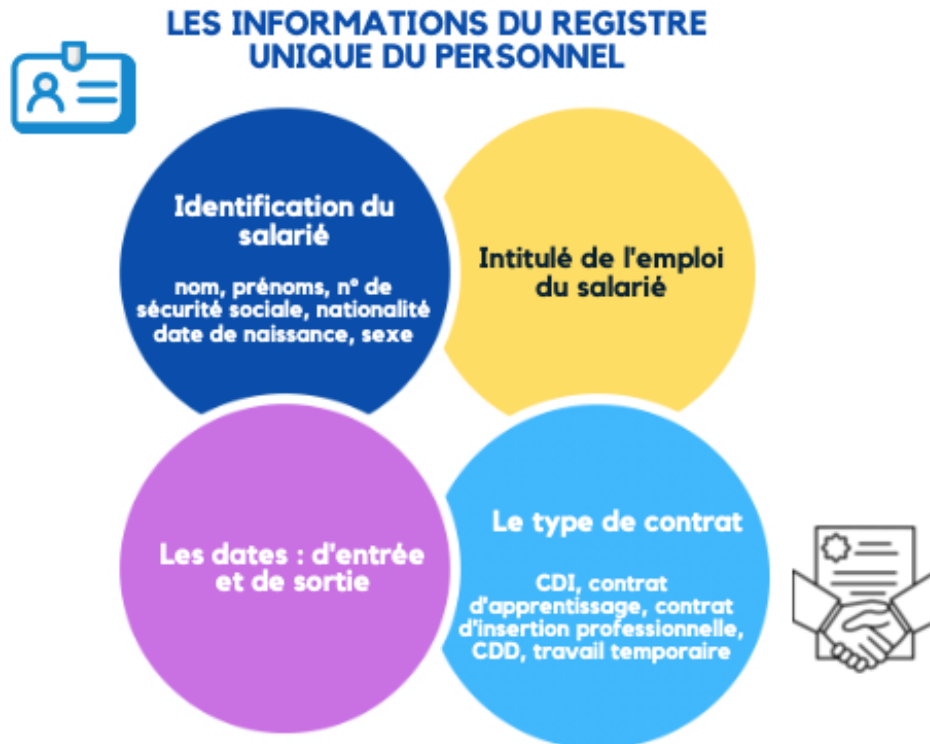 LES INFORMATIONS DU REGISTRE
UNIQUE DU PERSONNEL
Identification du
salarié
nom, prénoms, n° de
sécurité sociale, nationalité
date de naissance, sexe
Intitulé de l'emploi
du salarié
Les dates : d'entrée
et de sortie
Le type de contrat
CDI, contrat
d'apprentissage, contrat
d'insertion professionnelle,
CDD, travail temporaire